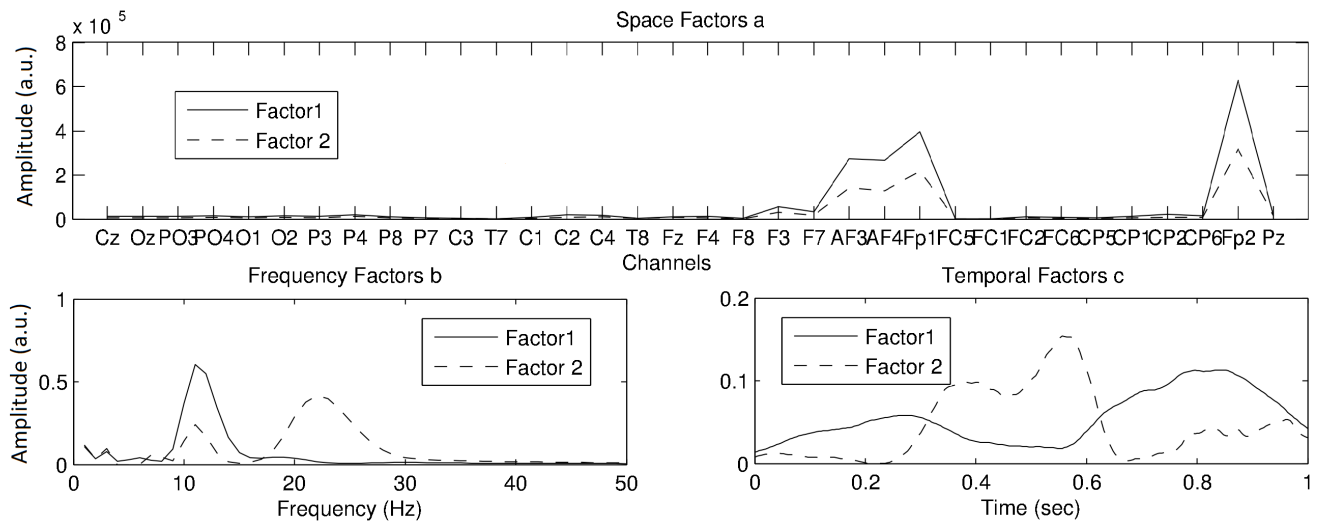 Space Factors a
x 10 5
8
6
4
2
0
Amplitude (a.u.)
Factor1
Factor 2
Cz Oz PO3 PO4 O1 O2 P3 P4 P8 P7 C3 T7 C1 C2 C4 T8 Fz F4 F8 F3 F7 AF3 AF4 Fp1 FC5 FC1 FC2 FC6 CP5 CP1 CP2 CP6 Fp2 Pz
Channels
Frequency Factors b
1
0.5
0
Amplitude (a.u.)
Factor1
Factor 2
0 10 20 30 40 50
Frequency (Hz)
Temporal Factors c
0.2
0.1
0
Factor1
Factor 2
0 0.2 0.4 0.6 0.8 1
Time (sec)